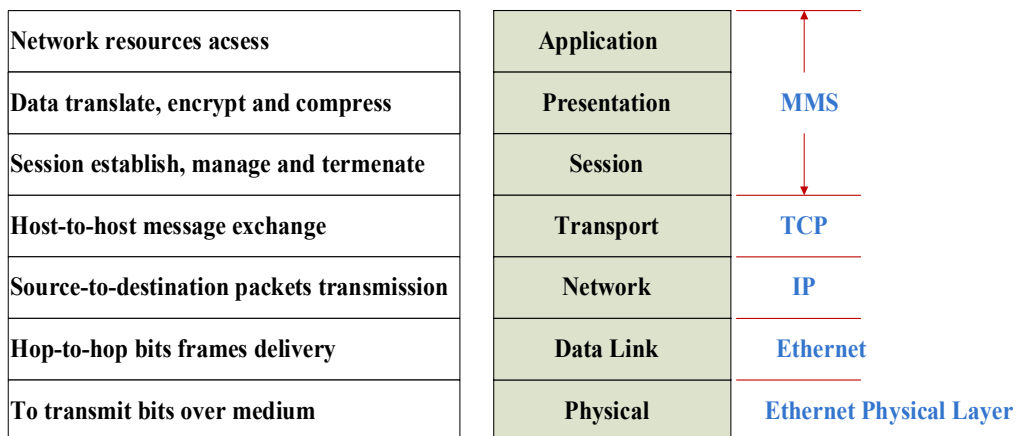 Network resources acsess
Application
Data translate, encrypt and compress
Presentation
MMS
Session establish, manage and termenate
Session
Host-to-host message exchange
Transport
TCP
Source-to-destination packets transmission
Network
IP
Hop-to-hop bits frames delivery
Data Link
Ethernet
To transmit bits over medium
Physical
Ethernet Physical Layer